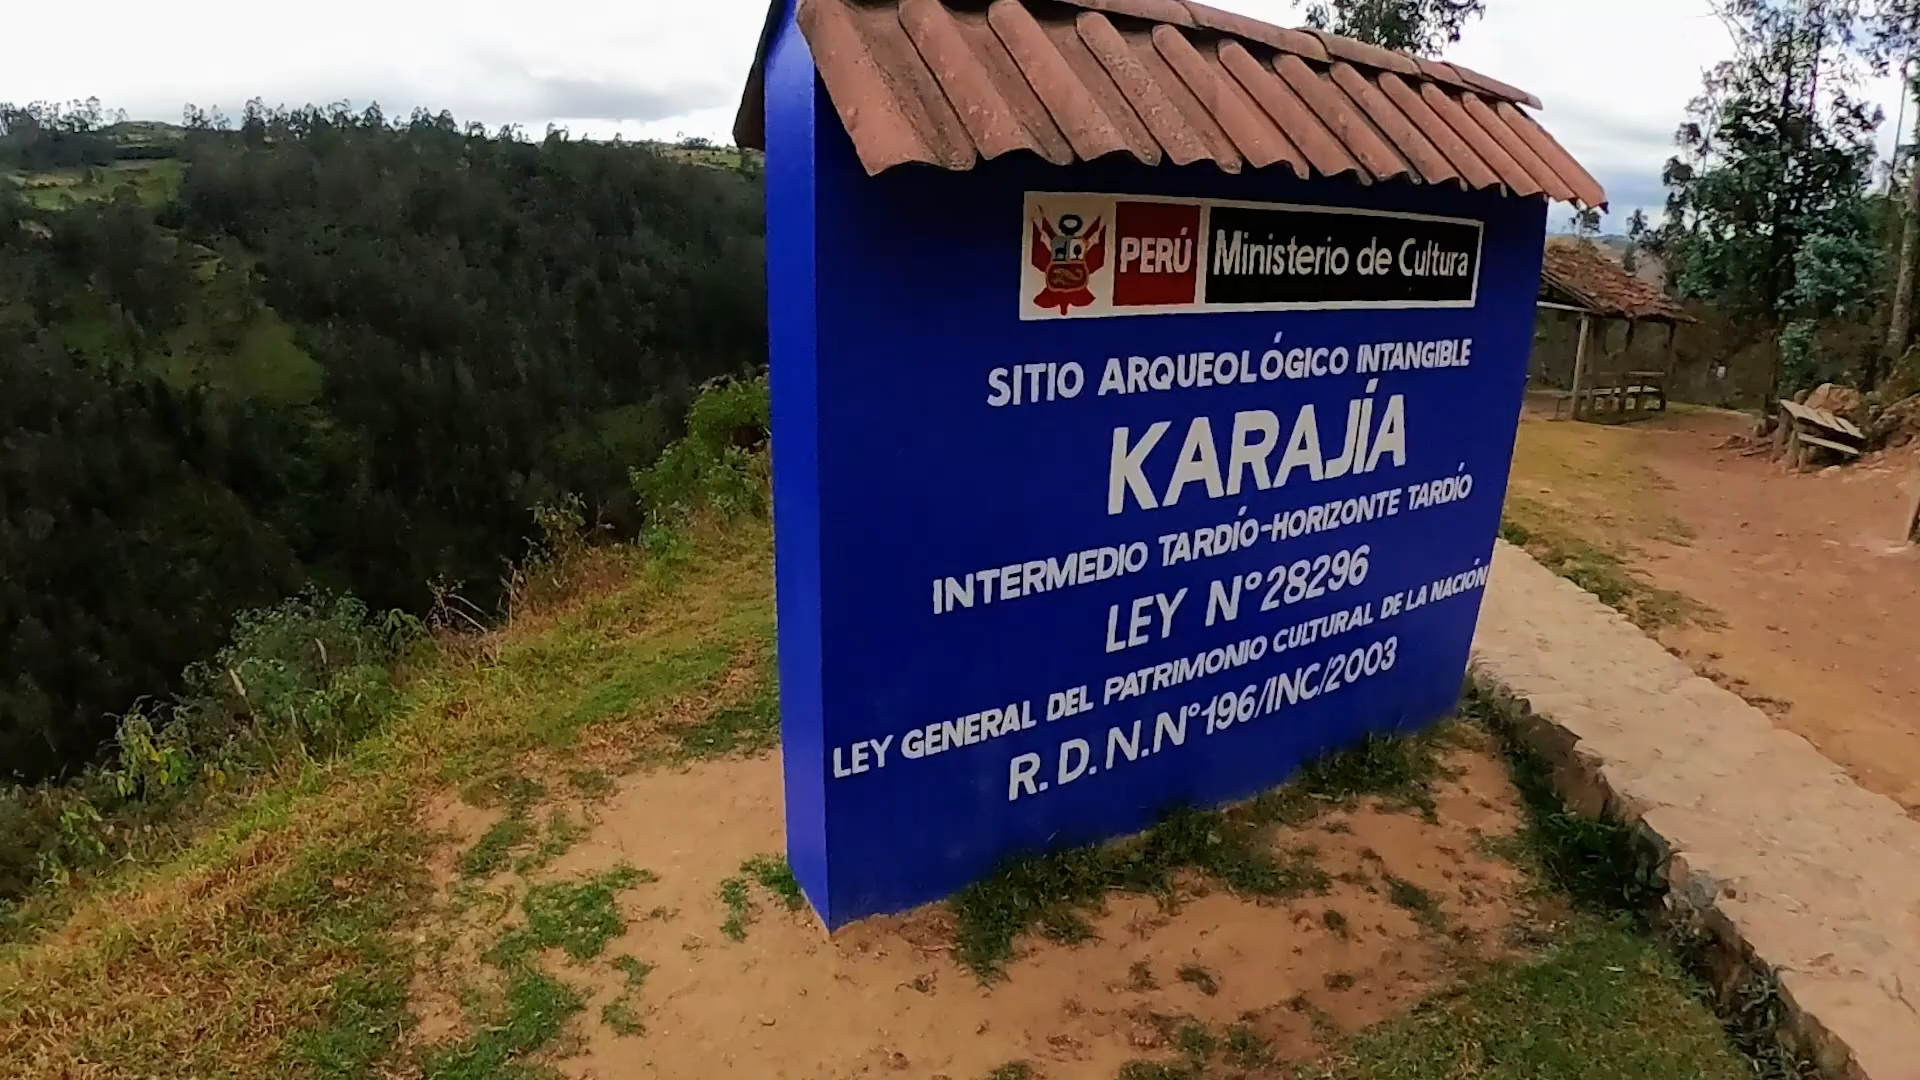 PERÚ Ministerio de Cultura
SITIO ARQUEOLÓGICO INTANGIBLE
KARAJÍA
INTERMEDIO TARDÍO-HORIZONTE TARDÍO
LEY N° 28296
LEY GENERAL DEL PATRIMONIO CULTURAL DE LA NACIÓN
R.D.N.N° 196/INC/2003